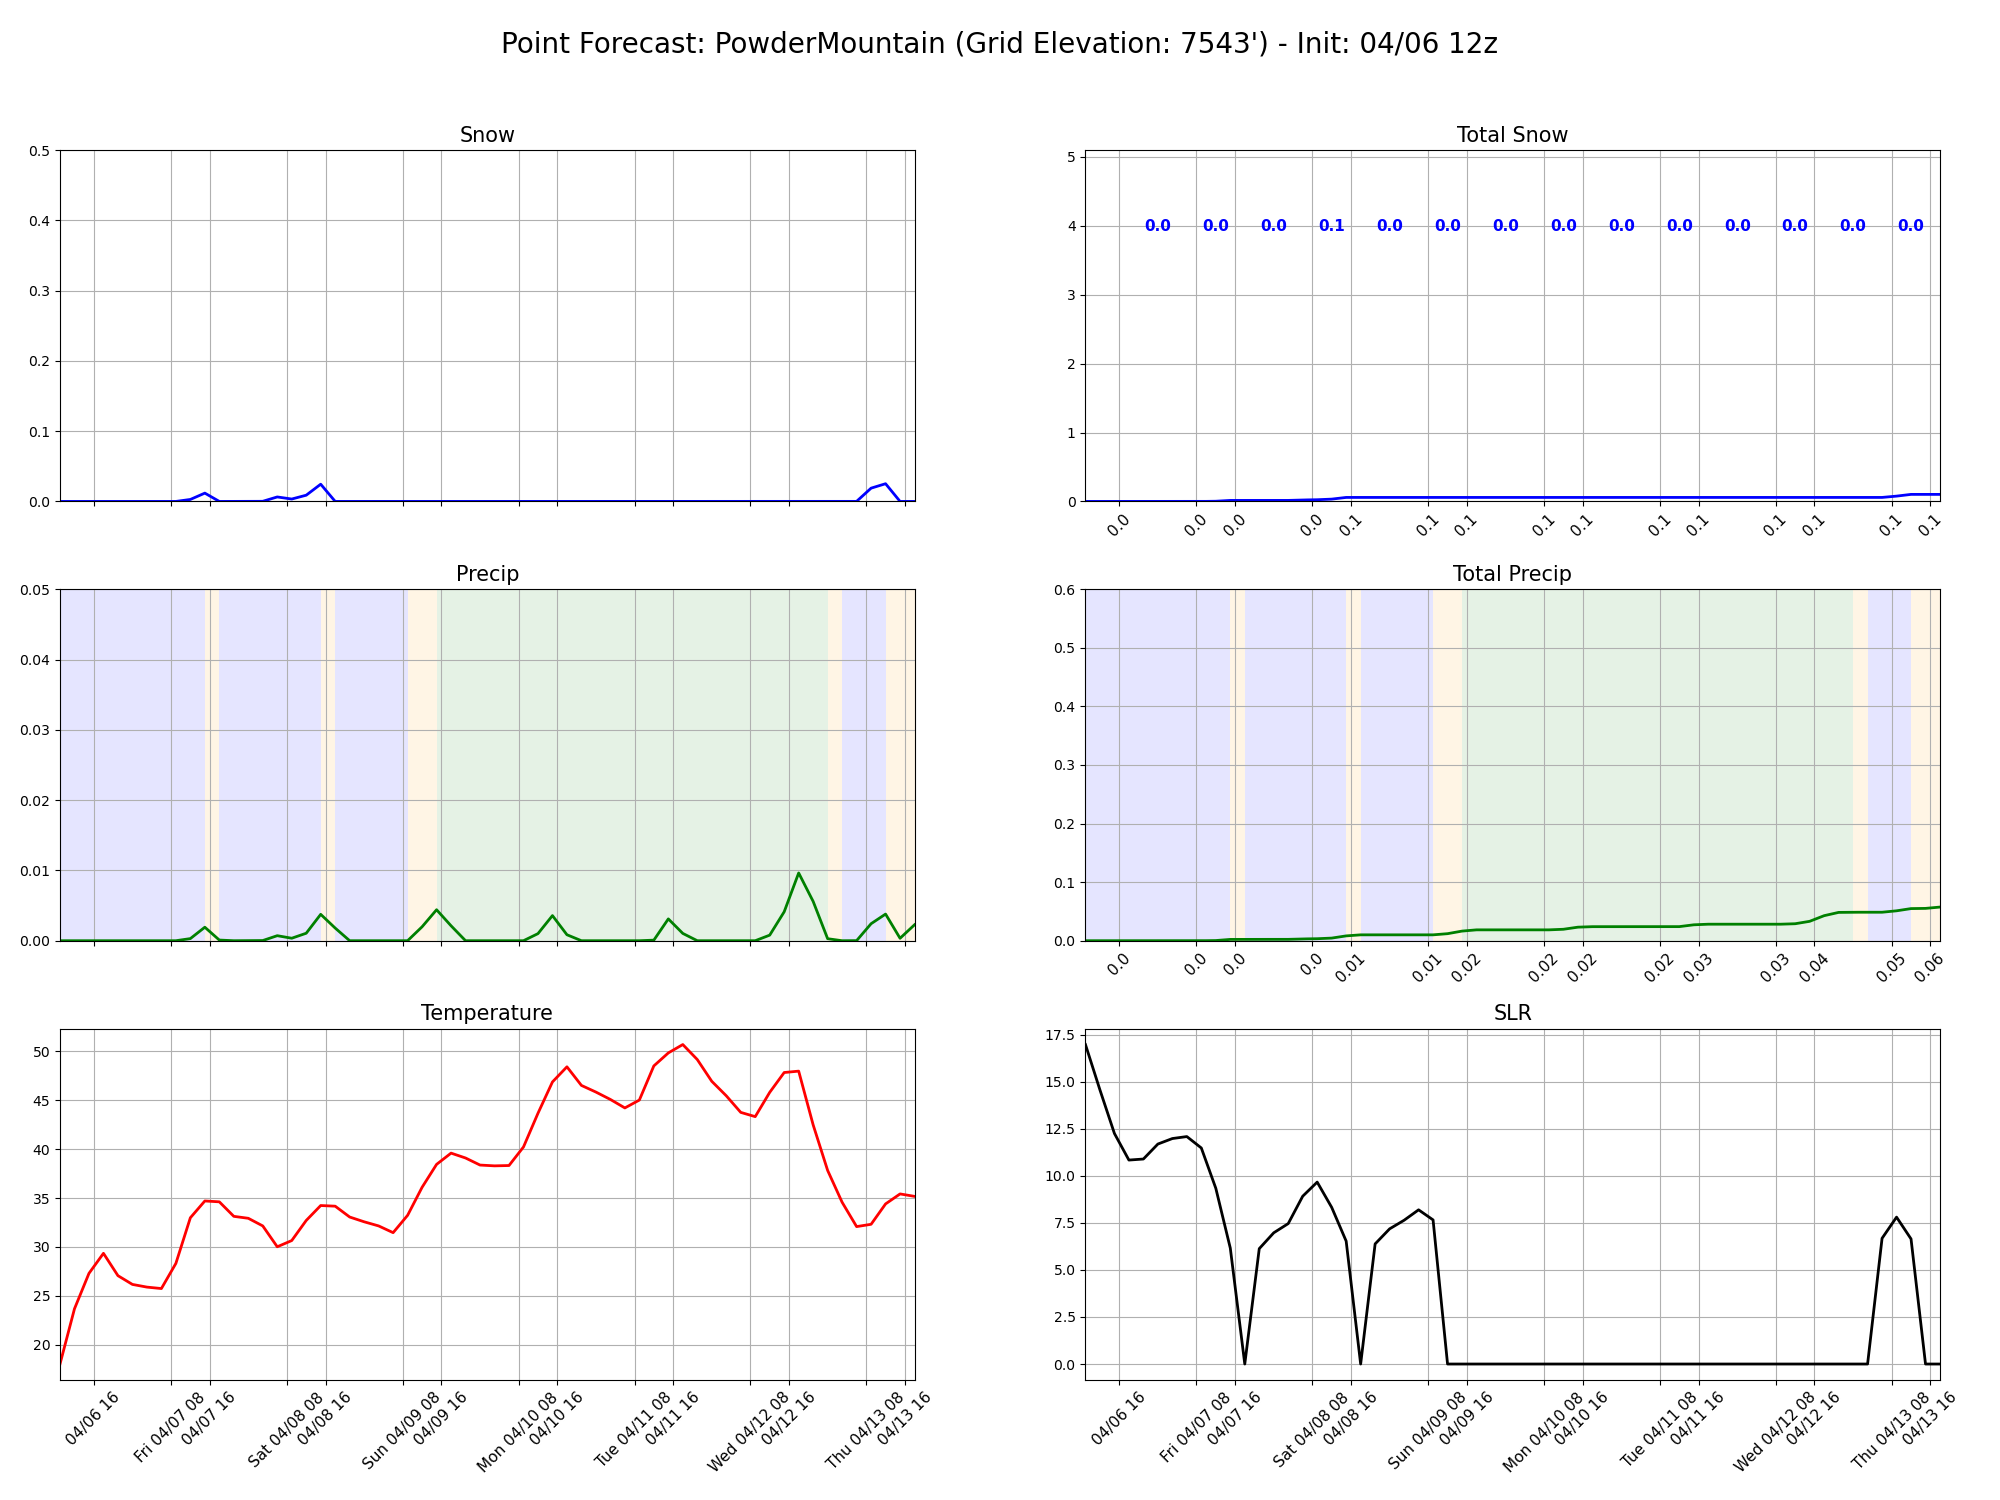 Point Forecast: PowderMountain (Grid Elevation: 7543') - Init: 04/06 12z
Snow
0.5
0.4
0.3
0.2
0.1
0.0
Total Snow
5
4
3
2
1
0
0.0 0.0 0.0 0.1 0.0 0.0 0.0 0.0 0.0 0.0 0.0 0.0 0.0 0.0
0.0 0.0 0.0 0.0 0.1 0.1 0.1 0.1 0.1 0.1 0.1 0.1 0.1 0.1 0.1
Precip
0.05
0.04
0.03
0.02
0.01
0.00
Total Precip
0.6
0.5
0.4
0.3
0.2
0.1
0.0
0.0 0.0 0.0 0.0 0.01 0.01 0.02 0.02 0.02 0.02 0.03 0.03 0.04 0.05 0.06
Temperature
50
45
40
35
30
25
20
04/06 16
Fri 04/07 08
04/07 16
Sat 04/08 08
04/08 16
Sun 04/09 08
04/09 16
Mon 04/10 08
04/10 16
Tue 04/11 08
04/11 16
Wed 04/12 08
04/12 16
Thu 04/13 08
04/13 16
SLR
17.5
15.0
12.5
10.0
7.5
5.0
2.5
0.0
04/06 16
Fri 04/07 08
04/07 16
Sat 04/08 08
04/08 16
Sun 04/09 08
04/09 16
Mon 04/10 08
04/10 16
Tue 04/11 08
04/11 16
Wed 04/12 08
04/12 16
Thu 04/13 08
04/13 16